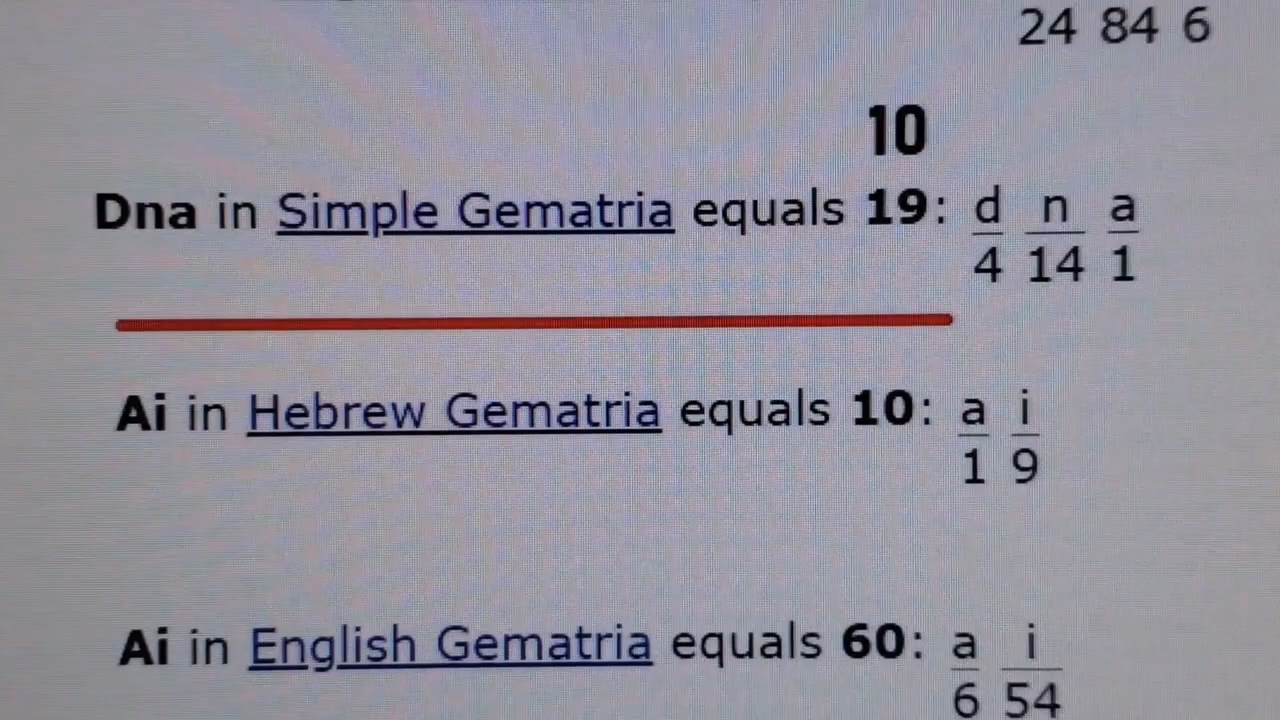 24 84 6
10
Dna in Simple Gematria equals 19: d n a
4 14 1
Ai in Hebrew Gematria equals 10: a i
1 9
Ai in English Gematria equals 60: a i
6 54